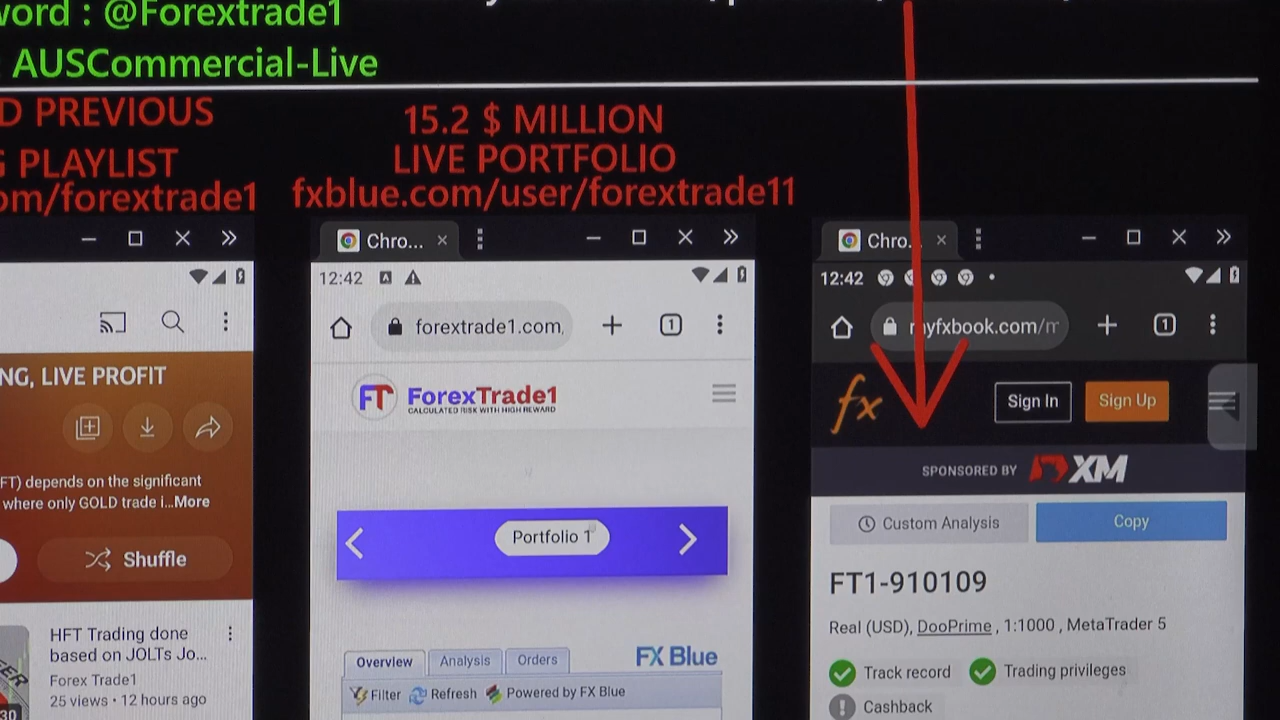 word : @Forextrade1
: AUSCommercial-Live
D PREVIOUS
G PLAYLIST
om/forextrade1
15.2 $ MILLION
LIVE PORTFOLIO
fxblue.com/user/forextrade11
NG, LIVE PROFIT
FT) depends on the significant
where only GOLD trade i...More
Shuffle
HFT Trading done
based on JOLTs Jo...
Forex Trade1
25 views • 12 hours ago
30
Chro...
12:42
forextrade1.com,
1
FT ForexTrade1
CALCULATED RISK WITH HIGH REWARD
Portfolio 1
Overview Analysis Orders FX Blue
Filter Refresh Powered by FX Blue
Chro.
12:42
myfxbook.com/m
1
fx Sign In Sign Up
SPONSORED BY XM
Custom Analysis Copy
FT1-910109
Real (USD), DooPrime , 1:1000 , MetaTrader 5
Track record Trading privileges
Cashback